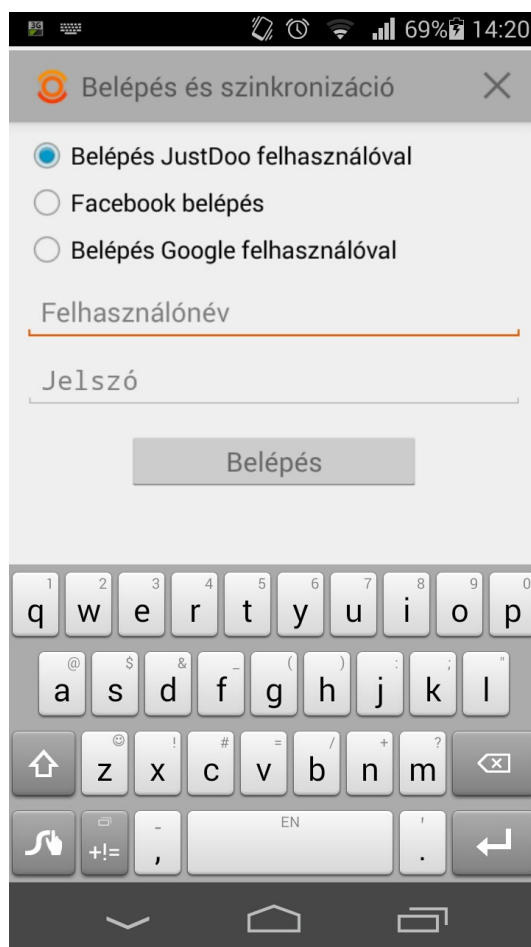 3G 69% 14:20
Belépés és szinkronizáció
Belépés JustDoo felhasználóval
Facebook belépés
Belépés Google felhasználóval
Felhasználónév
Jelszó
Belépés
1 2 3 4 5 6 7 8 9 0
q w e r t y u i o p
@ $ & _ ( ) : ; "
a s d f g h j k l
! # = / + ?
z x c v b n m
- EN '
+!= , .